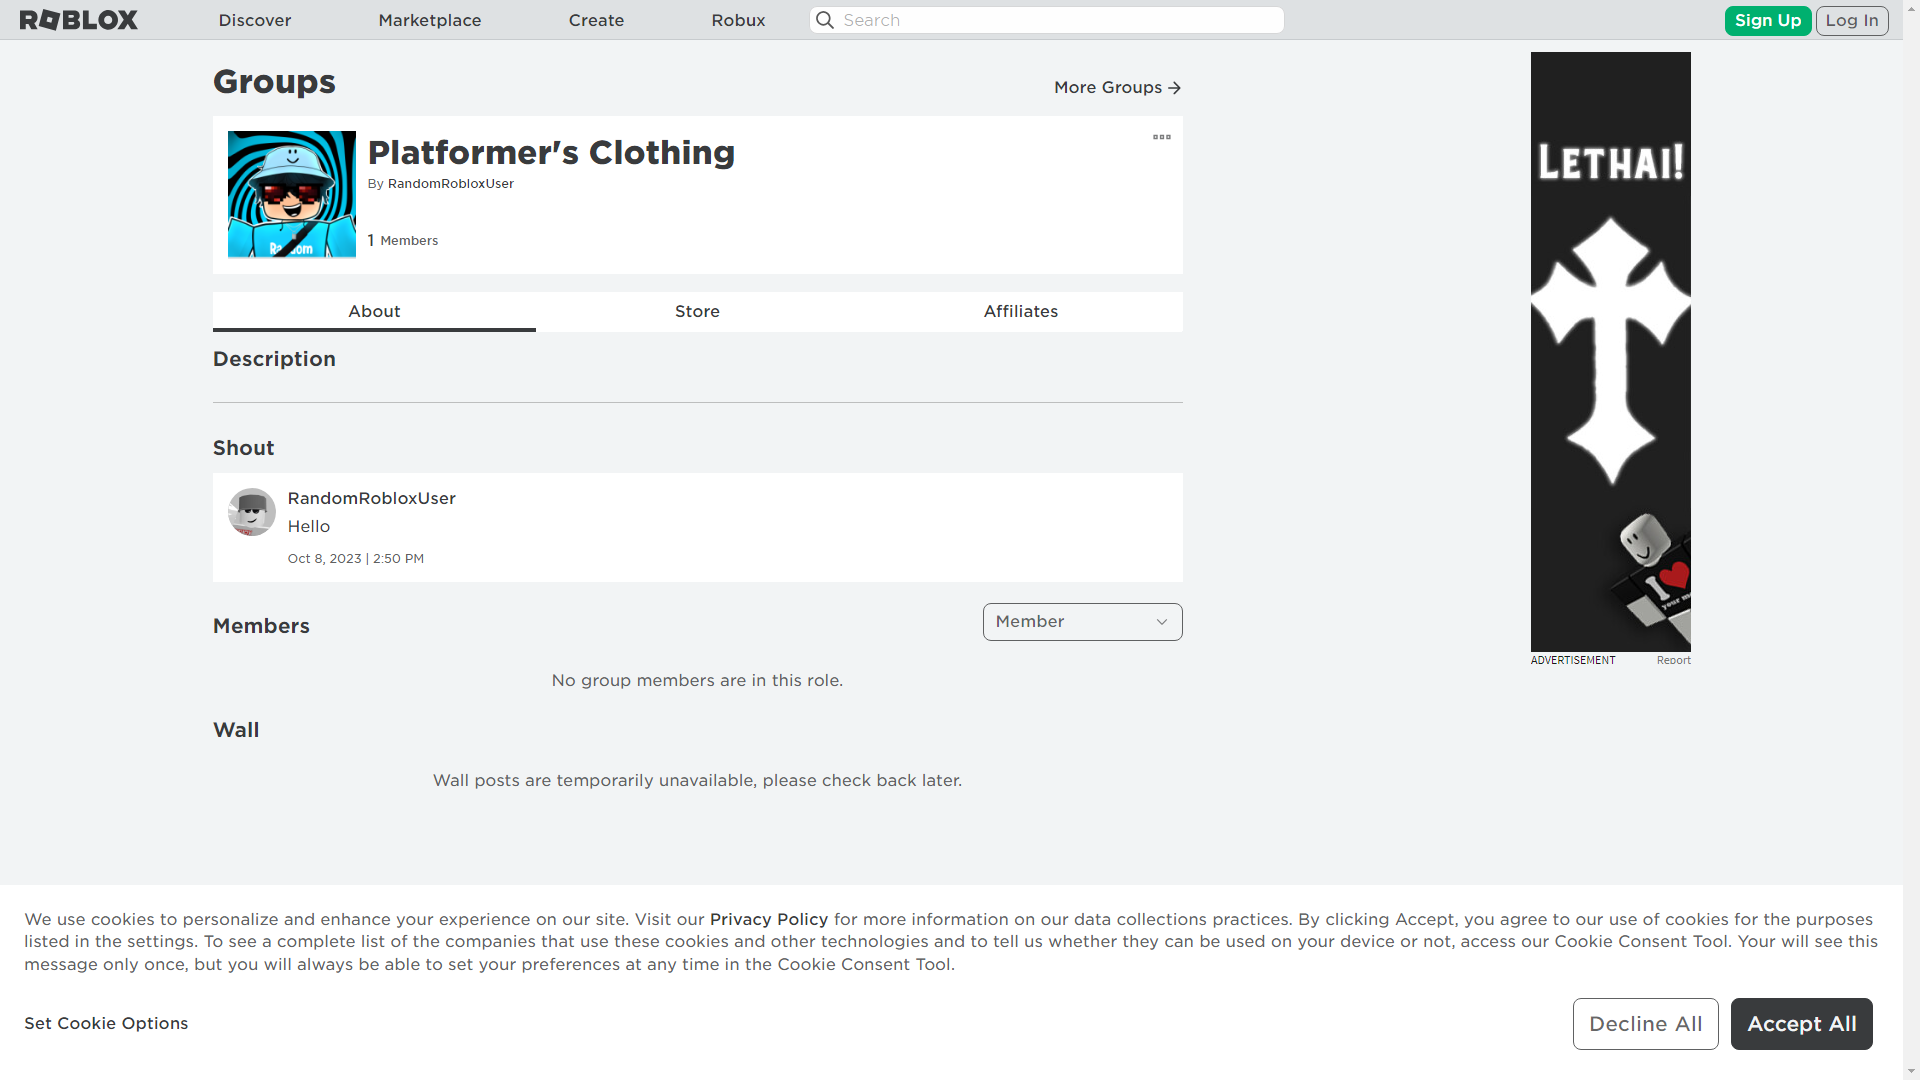 ROBLOX
Discover
Marketplace
Create
Robux
Search
Sign Up
Log In
Groups
More Groups
Platformer's Clothing
By RandomRobloxUser
1 Members
About
Store
Affiliates
Description
Shout
RandomRobloxUser
Hello
Oct 8, 2023 | 2:50 PM
Members
Member
No group members are in this role.
Wall
Wall posts are temporarily unavailable, please check back later.
LETHAI!
I
ADVERTISEMENT
Report
We use cookies to personalize and enhance your experience on our site. Visit our Privacy Policy for more information on our data collections practices. By clicking Accept, you agree to our use of cookies for the purposes
listed in the settings. To see a complete list of the companies that use these cookies and other technologies and to tell us whether they can be used on your device or not, access our Cookie Consent Tool. Your will see this
message only once, but you will always be able to set your preferences at any time in the Cookie Consent Tool.
Set Cookie Options
Decline All
Accept All